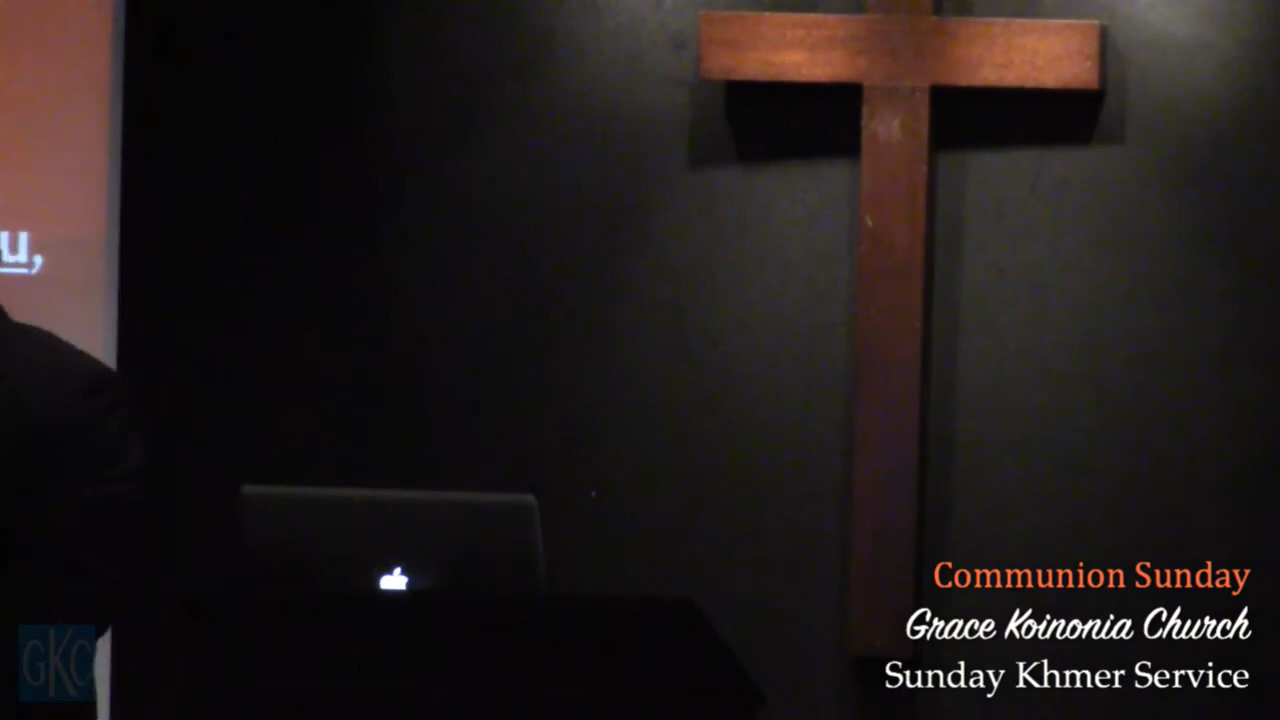 u,
Communion Sunday
Grace Koinonia Church
Sunday Khmer Service
GKC